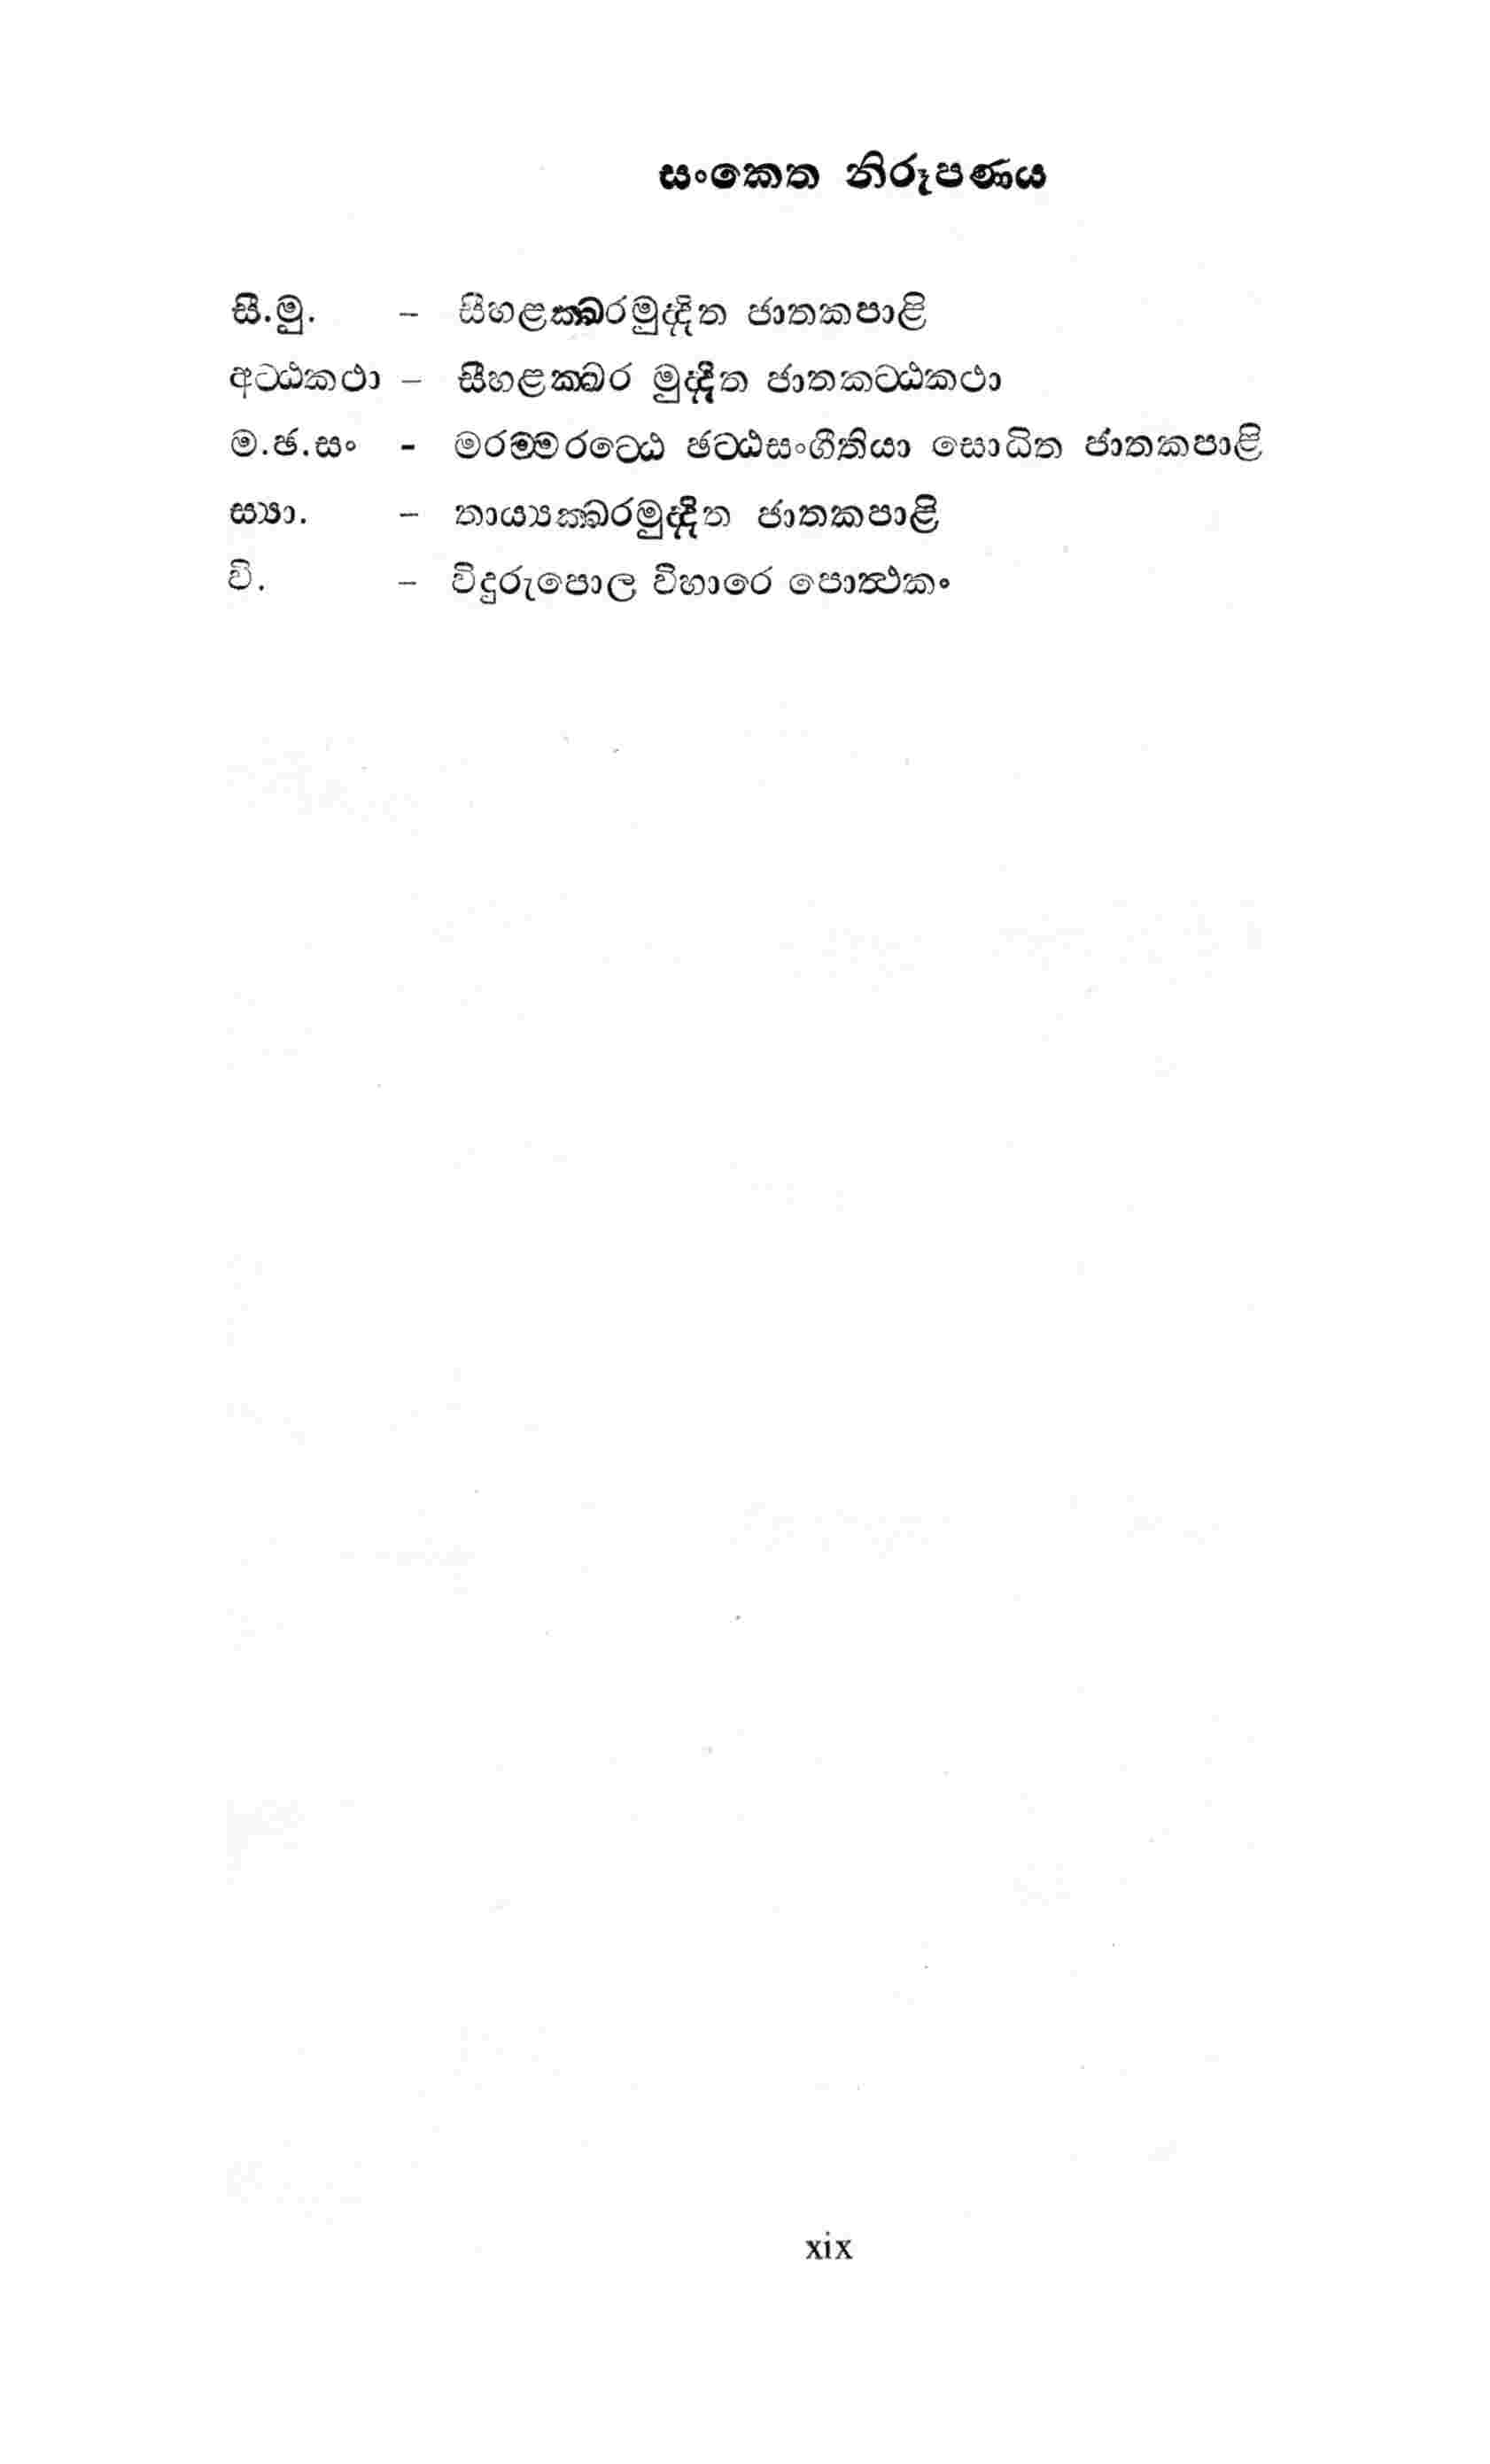 සංකෙත නිරූපණය
සී.මු. – සීහළක්ඛරමුද්දිත ජාතකපාළි
අට්ඨකථා – සීහළක්ඛර මුද්දිත ජාතකට්ඨකථා
ම.ඡ.සං - මරම්මරට්ඨෙ ඡට්ඨසංගීතියා සොධිත ජාතකපාළි
ස්‍යා. – තාය්‍යක්ඛරමුද්දිත ජාතකපාළි
වි. – විදුරුපොල විහාරෙ පොත්ථකං
xix